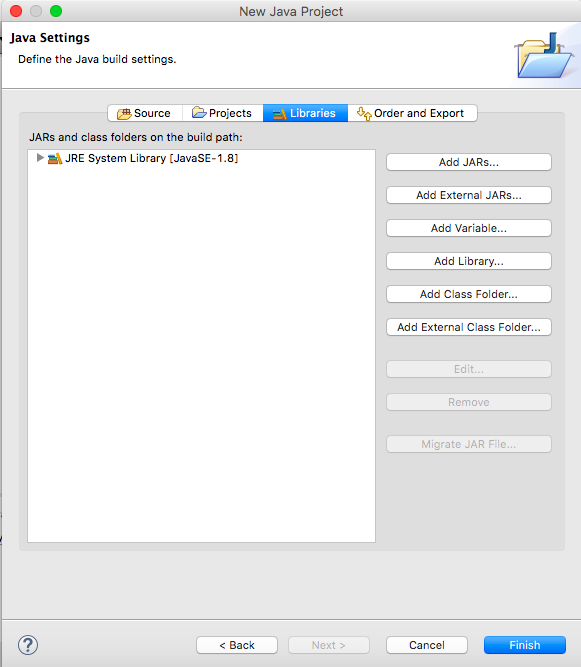 New Java Project
Java Settings
Define the Java build settings.
Source Projects Libraries Order and Export
JARs and class folders on the build path:
JRE System Library [JavaSE-1.8]
Add JARs...
Add External JARs...
Add Variable...
Add Library...
Add Class Folder...
Add External Class Folder...
Edit...
Remove
Migrate JAR File...
? < Back Next > Cancel Finish